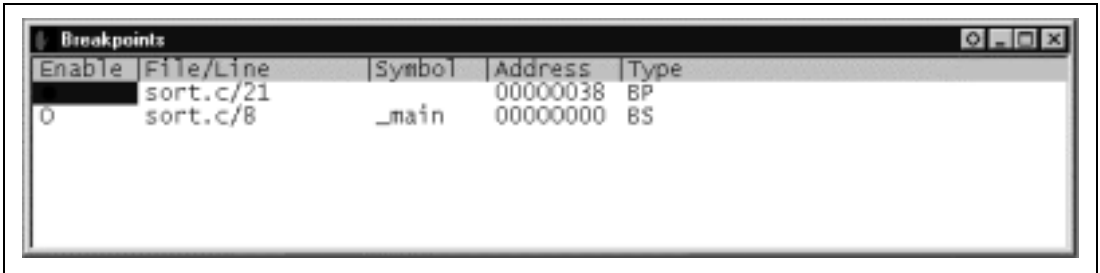 Breakpoints
Enable |File/Line |Symbol |Address |Type
sort.c/21 00000038 BP
O sort.c/8 _main 00000000 BS